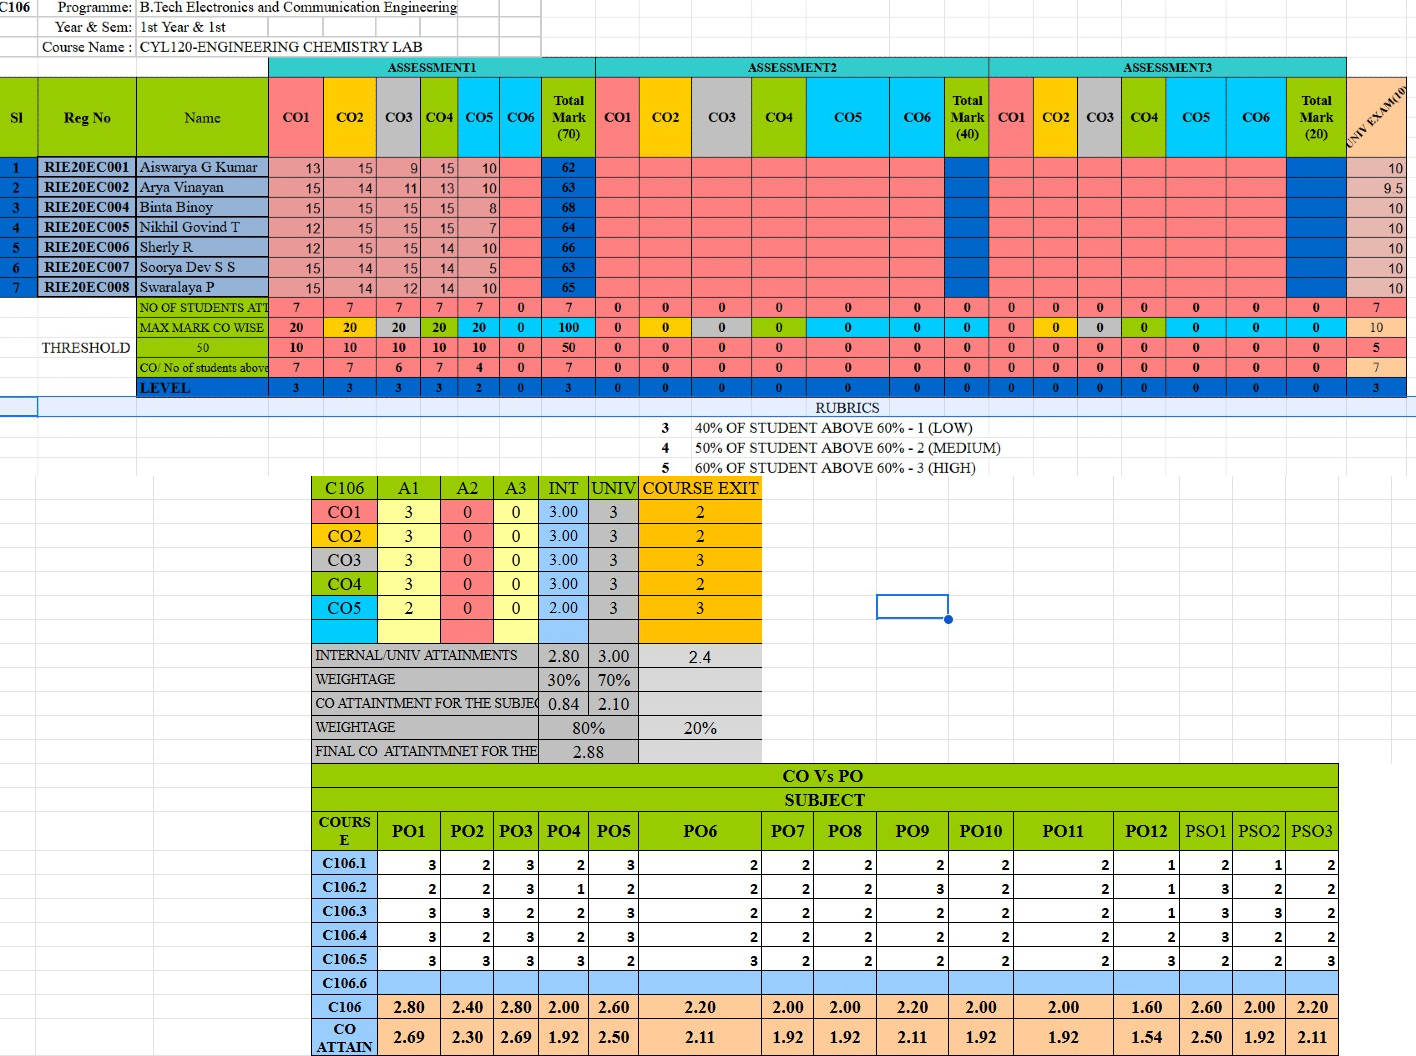 C106 Programme: B.Tech Electronics and Communication Engineering
Year & Sem: 1st Year & 1st
Course Name : CYL120-ENGINEERING CHEMISTRY LAB
ASSESSMENT1 ASSESSMENT2 ASSESSMENT3
Sl Reg No Name CO1 CO2 CO3 CO4 CO5 CO6 Total Mark (70) CO1 CO2 CO3 CO4 CO5 CO6 Total Mark (40) CO1 CO2 CO3 CO4 CO5 CO6 Total Mark (20) UNIV EXAM(10)
1 RIE20EC001 Aiswarya G Kumar 13 15 9 15 10 62 10
2 RIE20EC002 Arya Vinayan 15 14 11 13 10 63 9.5
3 RIE20EC004 Binta Binoy 15 15 15 15 8 68 10
4 RIE20EC005 Nikhil Govind T 12 15 15 15 7 64 10
5 RIE20EC006 Sherly R 12 15 15 14 10 66 10
6 RIE20EC007 Soorya Dev S S 15 14 15 14 5 63 10
7 RIE20EC008 Swaralaya P 15 14 12 14 10 65 10
NO OF STUDENTS ATT 7 7 7 7 7 0 7 0 0 0 0 0 0 0 0 0 0 0 0 0 0 7
MAX MARK CO WISE 20 20 20 20 20 0 100 0 0 0 0 0 0 0 0 0 0 0 0 0 0 10
THRESHOLD 50 10 10 10 10 10 0 50 0 0 0 0 0 0 0 0 0 0 0 0 0 0 5
CO/ No of students above 7 7 6 7 4 0 7 0 0 0 0 0 0 0 0 0 0 0 0 0 0 7
LEVEL 3 3 3 3 2 0 3 0 0 0 0 0 0 0 0 0 0 0 0 0 0 3
RUBRICS
3 40% OF STUDENT ABOVE 60% - 1 (LOW)
4 50% OF STUDENT ABOVE 60% - 2 (MEDIUM)
5 60% OF STUDENT ABOVE 60% - 3 (HIGH)
C106 A1 A2 A3 INT UNIV COURSE EXIT
CO1 3 0 0 3.00 3 2
CO2 3 0 0 3.00 3 2
CO3 3 0 0 3.00 3 3
CO4 3 0 0 3.00 3 2
CO5 2 0 0 2.00 3 3
INTERNAL/UNIV ATTAINMENTS 2.80 3.00 2.4
WEIGHTAGE 30% 70%
CO ATTAINTMENT FOR THE SUBJEC 0.84 2.10
WEIGHTAGE 80% 20%
FINAL CO ATTAINTMNET FOR THE 2.88
CO Vs PO
SUBJECT
COURSE PO1 PO2 PO3 PO4 PO5 PO6 PO7 PO8 PO9 PO10 PO11 PO12 PSO1 PSO2 PSO3
C106.1 3 2 3 2 3 2 2 2 2 2 2 1 2 1 2
C106.2 2 2 3 1 2 2 2 2 3 2 2 1 3 2 2
C106.3 3 3 2 2 3 2 2 2 2 2 2 1 3 3 2
C106.4 3 2 3 2 3 2 2 2 2 2 2 2 3 2 2
C106.5 3 3 3 3 2 3 2 2 2 2 2 3 2 2 3
C106.6
C106 2.80 2.40 2.80 2.00 2.60 2.20 2.00 2.00 2.20 2.00 2.00 1.60 2.60 2.00 2.20
CO ATTAIN 2.69 2.30 2.69 1.92 2.50 2.11 1.92 1.92 2.11 1.92 1.92 1.54 2.50 1.92 2.11